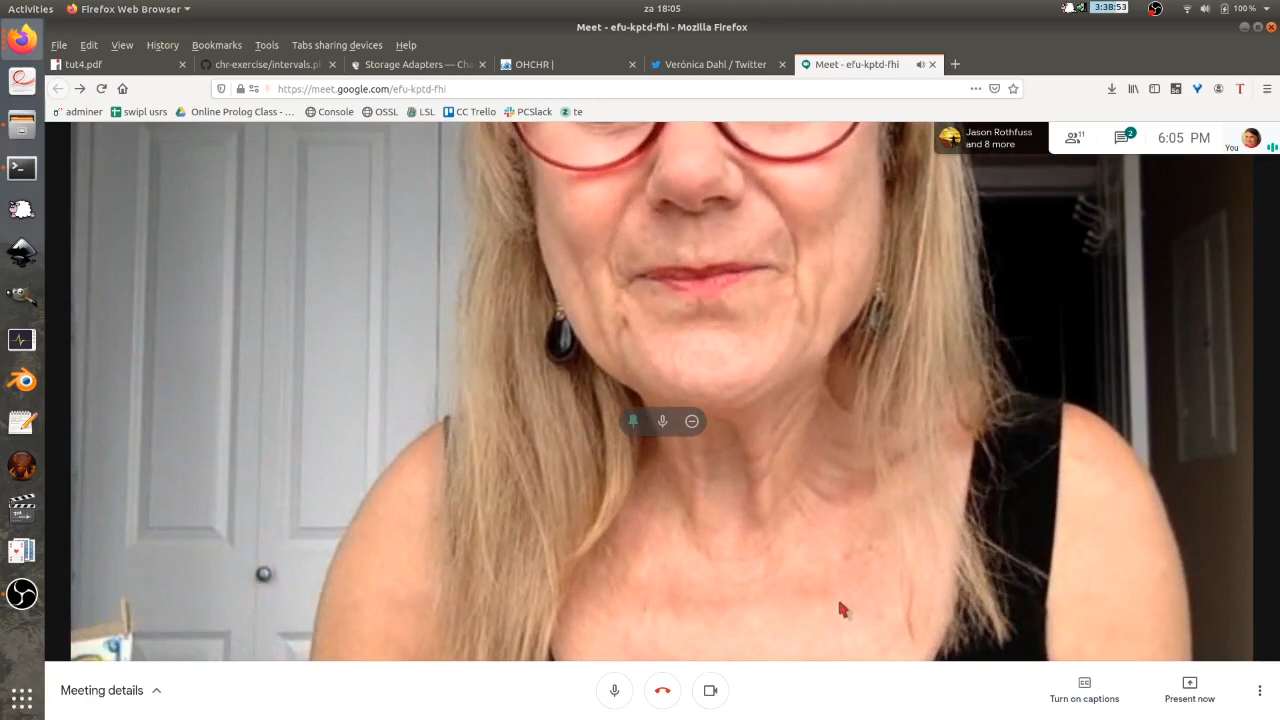 Activities Firefox Web Browser za 18:05 3:38:53 100%
Meet - efu-kptd-fhi - Mozilla Firefox
File Edit View History Bookmarks Tools Tabs sharing devices Help
tut4.pdf chr-exercise/intervals.pl Storage Adapters — Cha OHCHR | Verónica Dahl / Twitter Meet - efu-kptd-fhi
https://meet.google.com/efu-kptd-fhi
adminer swipl usrs Online Prolog Class - ... Console OSSL LSL CC Trello PCSlack te
Jason Rothfuss
and 8 more
11 2 6:05 PM You
Meeting details
Turn on captions
Present now